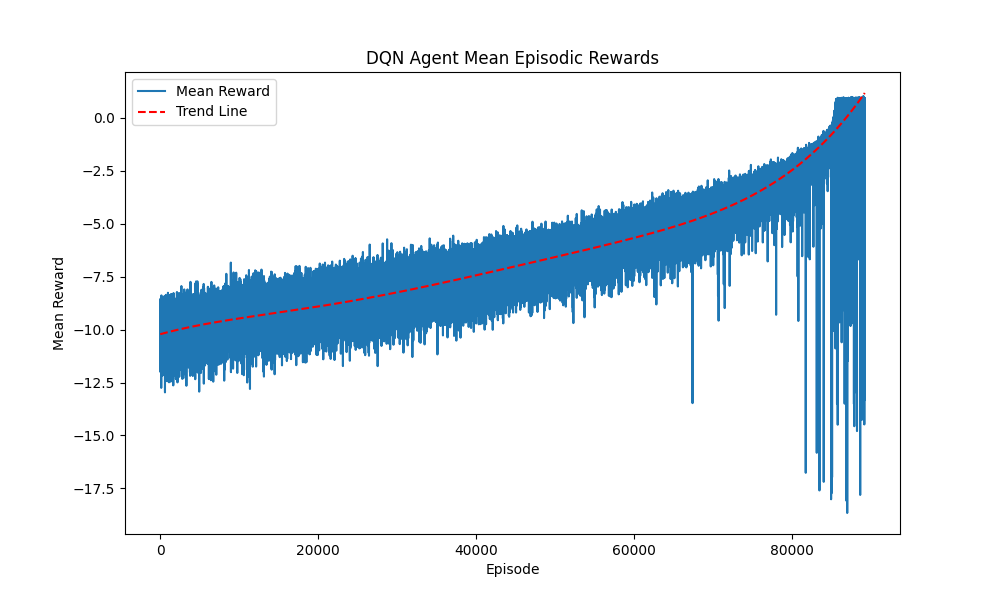 DQN Agent Mean Episodic Rewards
Mean Reward
Trend Line
0.0
−2.5
−5.0
−7.5
−10.0
−12.5
−15.0
−17.5
Mean Reward
0 20000 40000 60000 80000
Episode